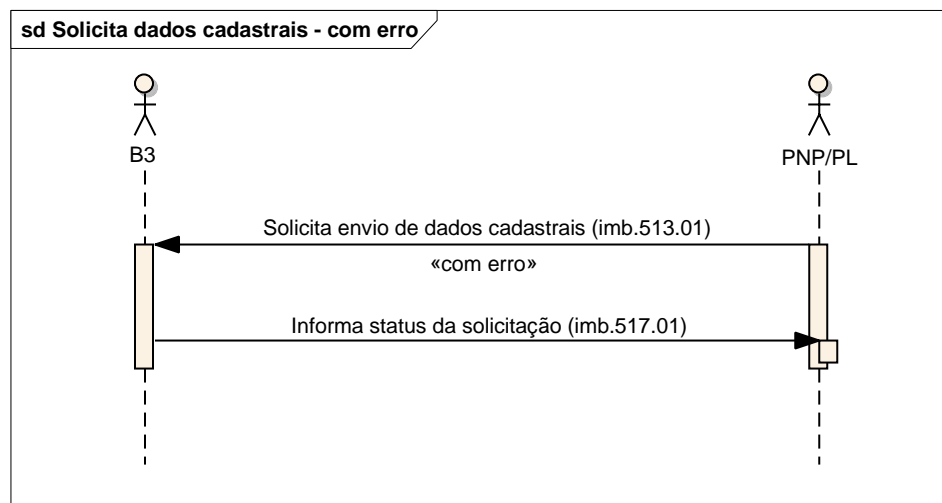 sd Solicita dados cadastrais - com erro
B3
PNP/PL
Solicita envio de dados cadastrais (imb.513.01)
«com erro»
Informa status da solicitação (imb.517.01)